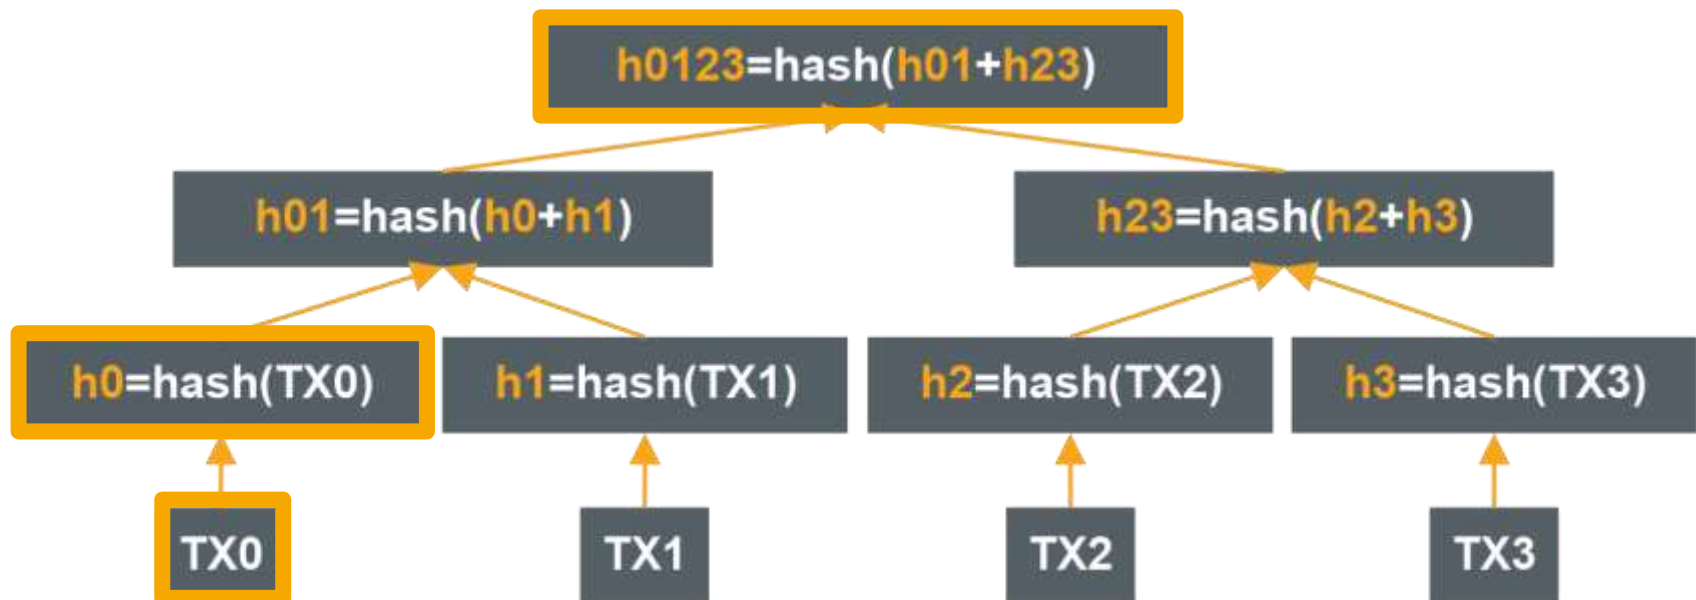 h0123=hash(h01+h23)
h01=hash(h0+h1)
h23=hash(h2+h3)
h0=hash(TX0)
h1=hash(TX1)
h2=hash(TX2)
h3=hash(TX3)
TX0
TX1
TX2
TX3